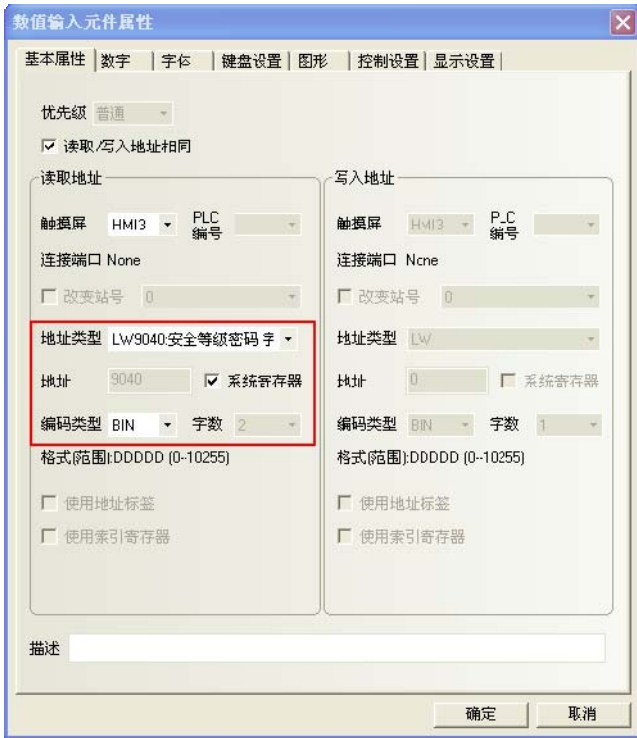 数值输入元件属性
基本属性 数字 字体 键盘设置 图形 控制设置 显示设置
优先级 普通
读取/写入地址相同
读取地址
触摸屏 HMI3 PLC编号
连接端口 None
改变站号 0
地址类型 LW9040:安全等级密码 字
地址 9040 系统寄存器
编码类型 BIN 字数 2
格式(范围):DDDDD (0--10255)
使用地址标签
使用索引寄存器
写入地址
触摸屏 HMI3 PLC编号
连接端口 None
改变站号 0
地址类型 LW
地址 0 系统寄存器
编码类型 BIN 字数 1
格式(范围):DDDDD (0--10255)
使用地址标签
使用索引寄存器
描述
确定 取消